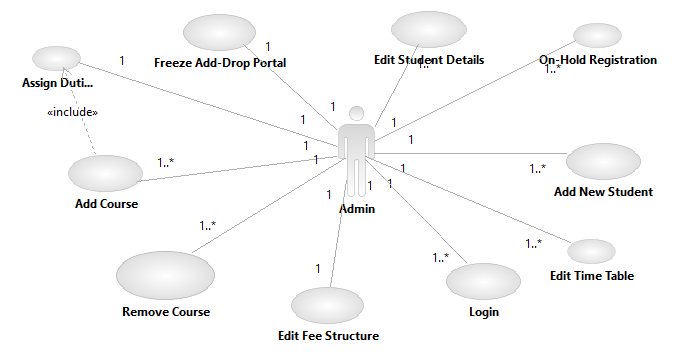 Freeze Add-Drop Portal
Edit Student Details
On-Hold Registration
Assign Duti...
1
1
1..*
1..*
«include»
1
1
1
1
1
1
Add Course
1..*
1
1
1
1
1..*
Add New Student
Admin
1..*
1..*
1..*
1
Edit Time Table
Remove Course
Edit Fee Structure
Login